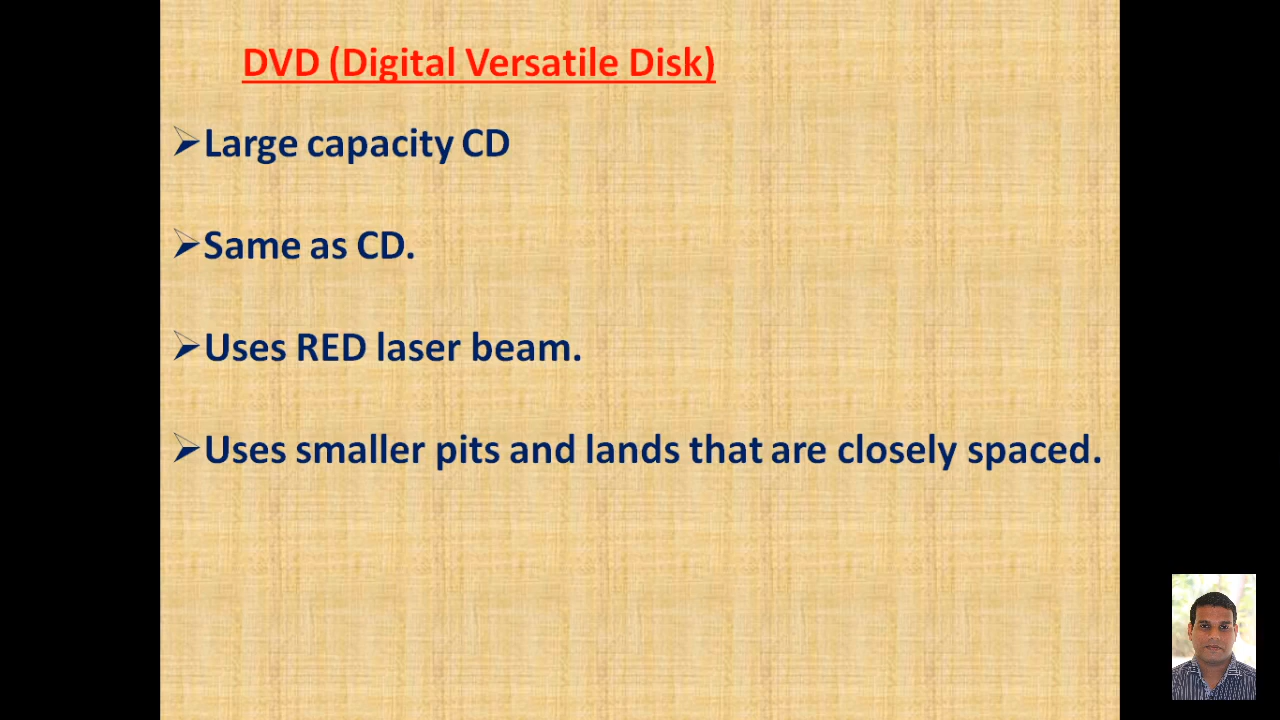 DVD (Digital Versatile Disk)
➢Large capacity CD
➢Same as CD.
➢Uses RED laser beam.
➢Uses smaller pits and lands that are closely spaced.